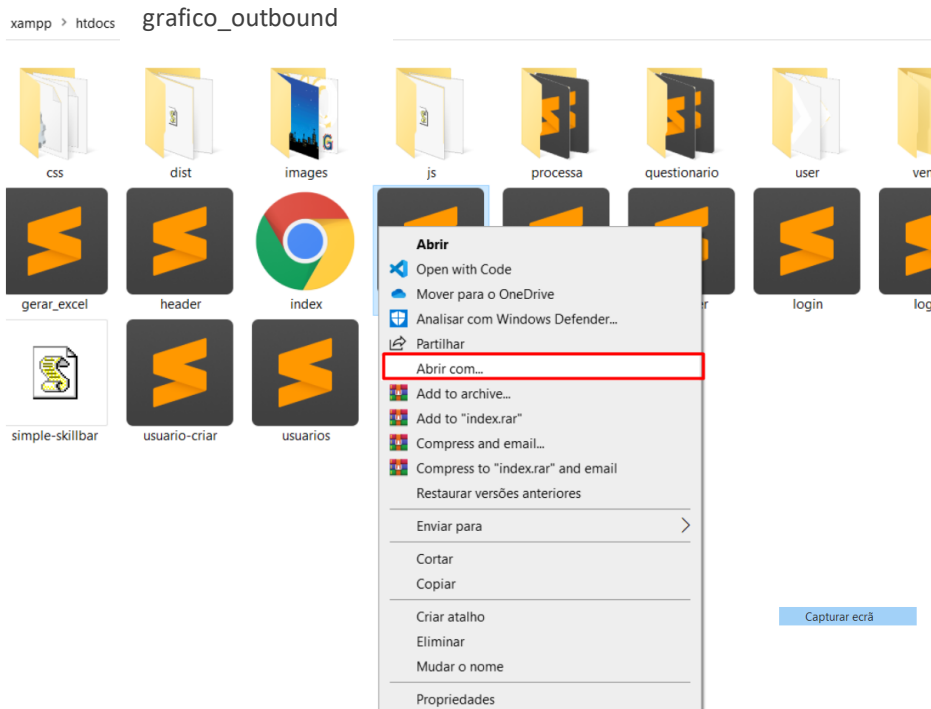 xampp > htdocs grafico_outbound
css dist images js processa questionario user
gerar_excel header index login
simple-skillbar usuario-criar usuarios
Abrir
Open with Code
Mover para o OneDrive
Analisar com Windows Defender...
Partilhar
Abrir com...
Add to archive...
Add to "index.rar"
Compress and email...
Compress to "index.rar" and email
Restaurar versões anteriores
Enviar para
Cortar
Copiar
Criar atalho
Eliminar
Mudar o nome
Propriedades
Capturar ecrã